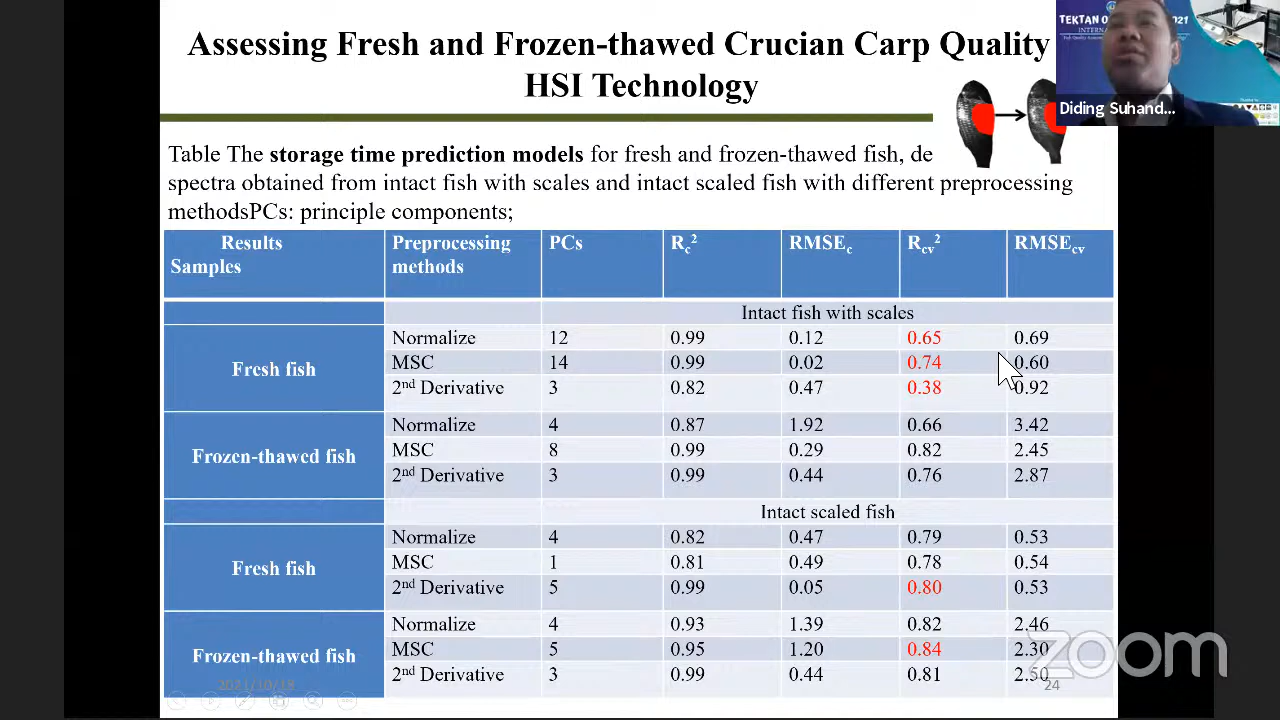 Assessing Fresh and Frozen-thawed Crucian Carp Quality
HSI Technology
TEKTAN
2021
Diding Suhand...
Table The storage time prediction models for fresh and frozen-thawed fish, de
spectra obtained from intact fish with scales and intact scaled fish with different preprocessing
methodsPCs: principle components;
Results Samples Preprocessing methods PCs Rc² RMSEc Rcv² RMSEcv
Intact fish with scales
Fresh fish
Normalize 12 0.99 0.12 0.65 0.69
MSC 14 0.99 0.02 0.74 0.60
2nd Derivative 3 0.82 0.47 0.38 0.92
Frozen-thawed fish
Normalize 4 0.87 1.92 0.66 3.42
MSC 8 0.99 0.29 0.82 2.45
2nd Derivative 3 0.99 0.44 0.76 2.87
Intact scaled fish
Fresh fish
Normalize 4 0.82 0.47 0.79 0.53
MSC 1 0.81 0.49 0.78 0.54
2nd Derivative 5 0.99 0.05 0.80 0.53
Frozen-thawed fish
Normalize 4 0.93 1.39 0.82 2.46
MSC 5 0.95 1.20 0.84 2.30
2nd Derivative 3 0.99 0.44 0.81 2.50
2021/10/18
24
zoom